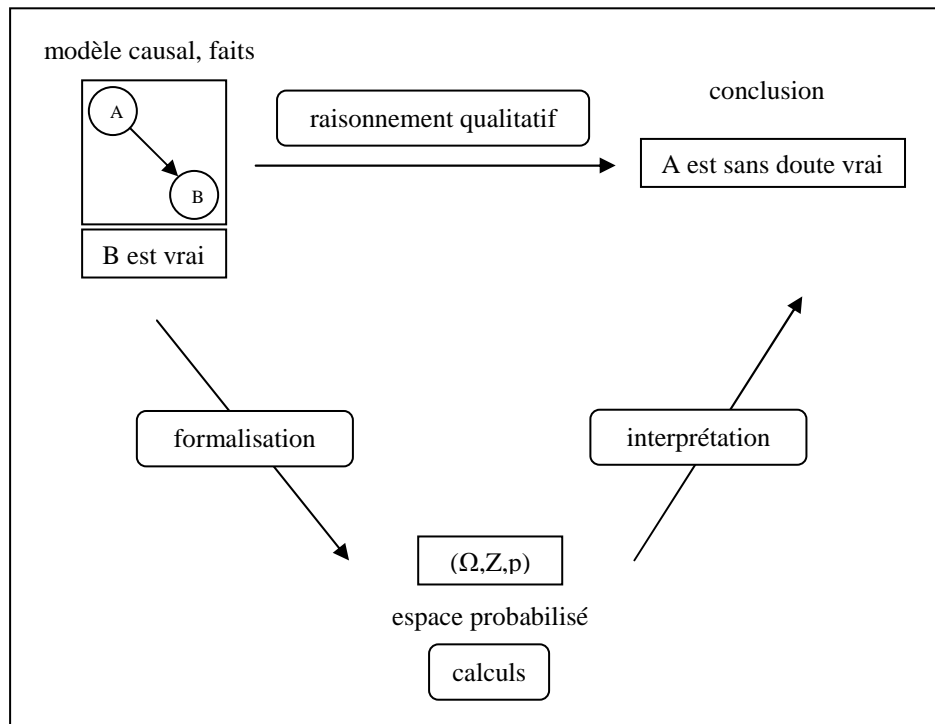 modèle causal, faits
A
B
B est vrai
raisonnement qualitatif
conclusion
A est sans doute vrai
formalisation
interprétation
(Ω,Z,p)
espace probabilisé
calculs